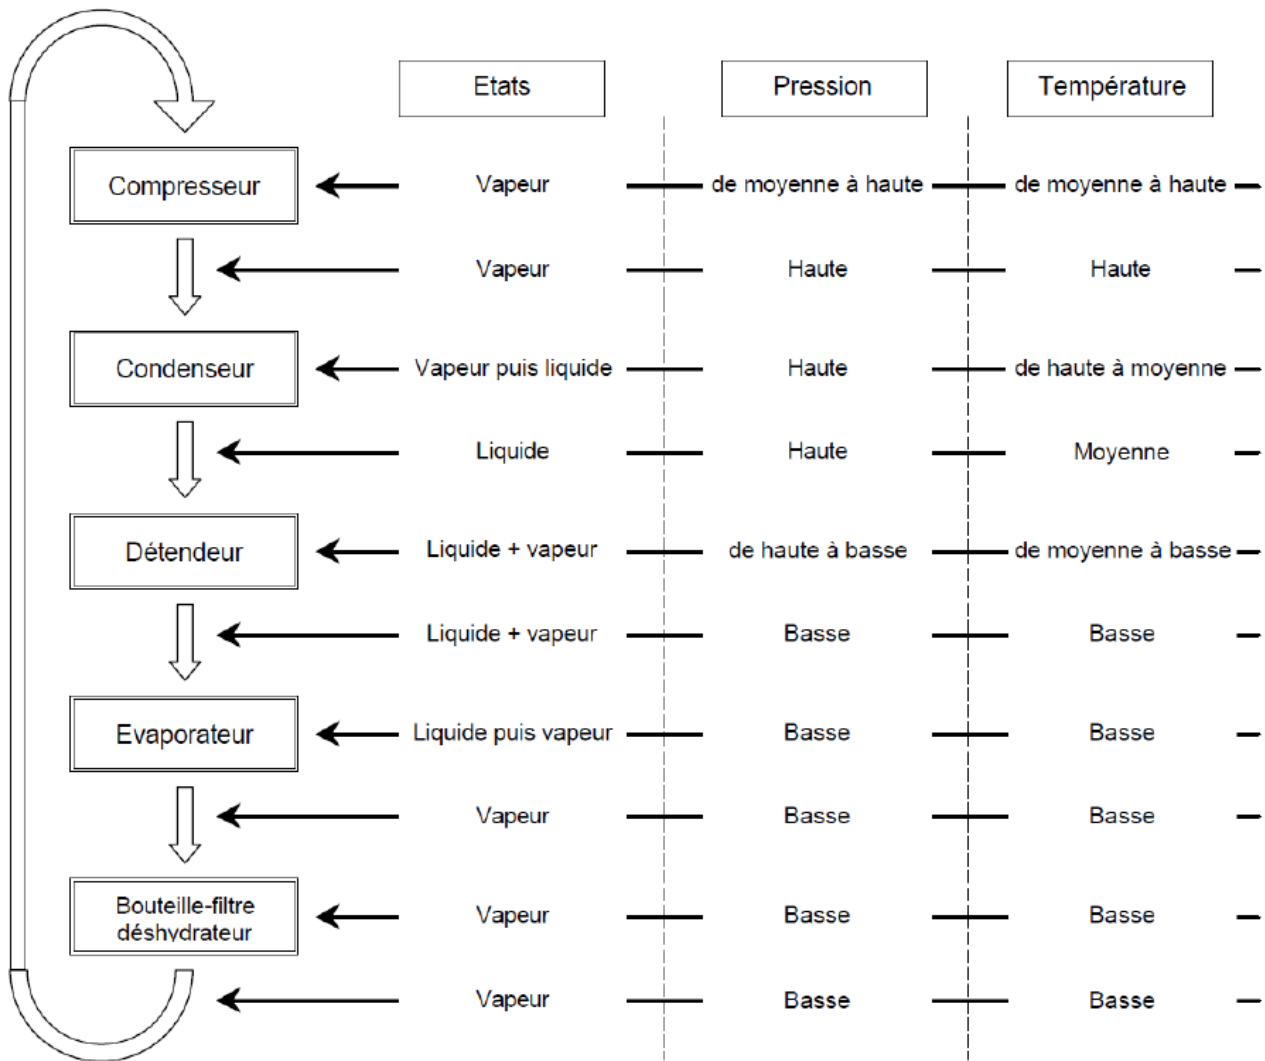 Etats Pression Température
Compresseur Vapeur de moyenne à haute de moyenne à haute
Vapeur Haute Haute
Condenseur Vapeur puis liquide Haute de haute à moyenne
Liquide Haute Moyenne
Détendeur Liquide + vapeur de haute à basse de moyenne à basse
Liquide + vapeur Basse Basse
Evaporateur Liquide puis vapeur Basse Basse
Vapeur Basse Basse
Bouteille-filtre
déshydrateur Vapeur Basse Basse
Vapeur Basse Basse